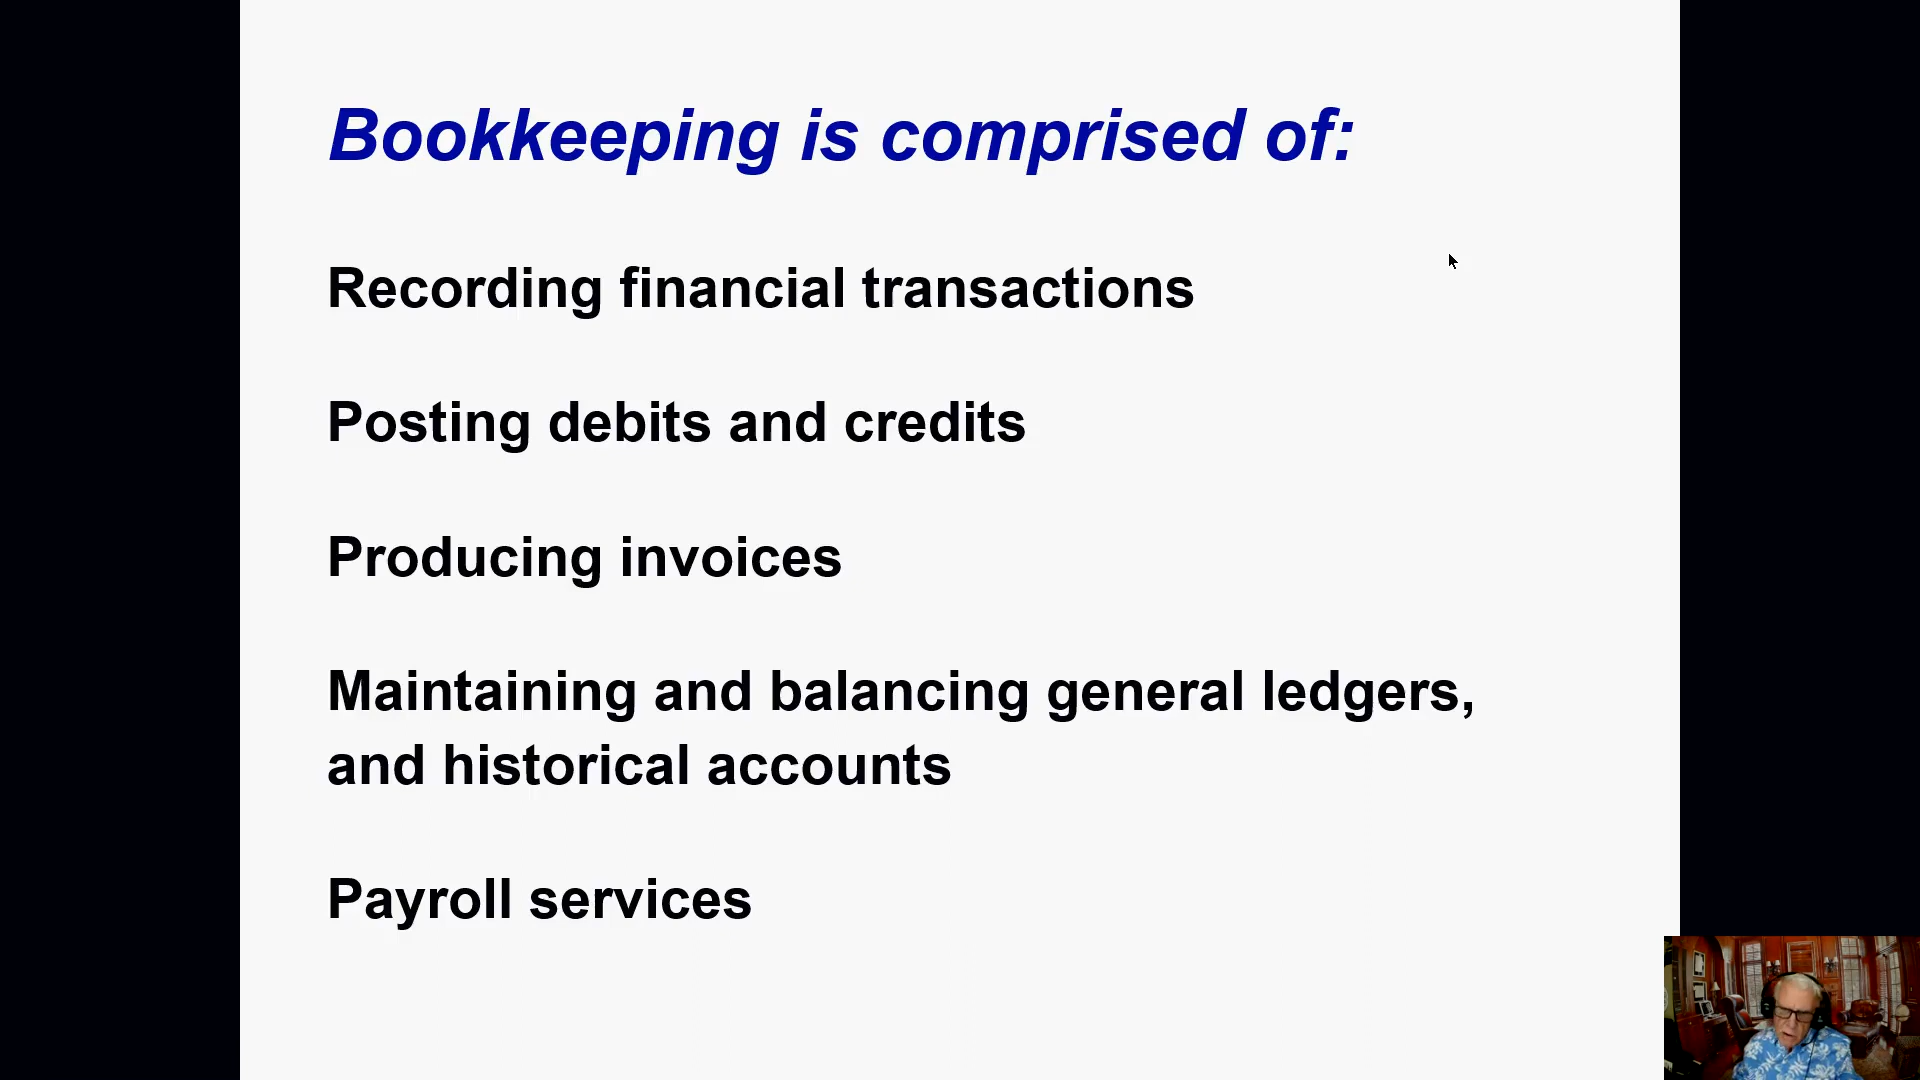 Bookkeeping is comprised of:
Recording financial transactions
Posting debits and credits
Producing invoices
Maintaining and balancing general ledgers,
and historical accounts
Payroll services